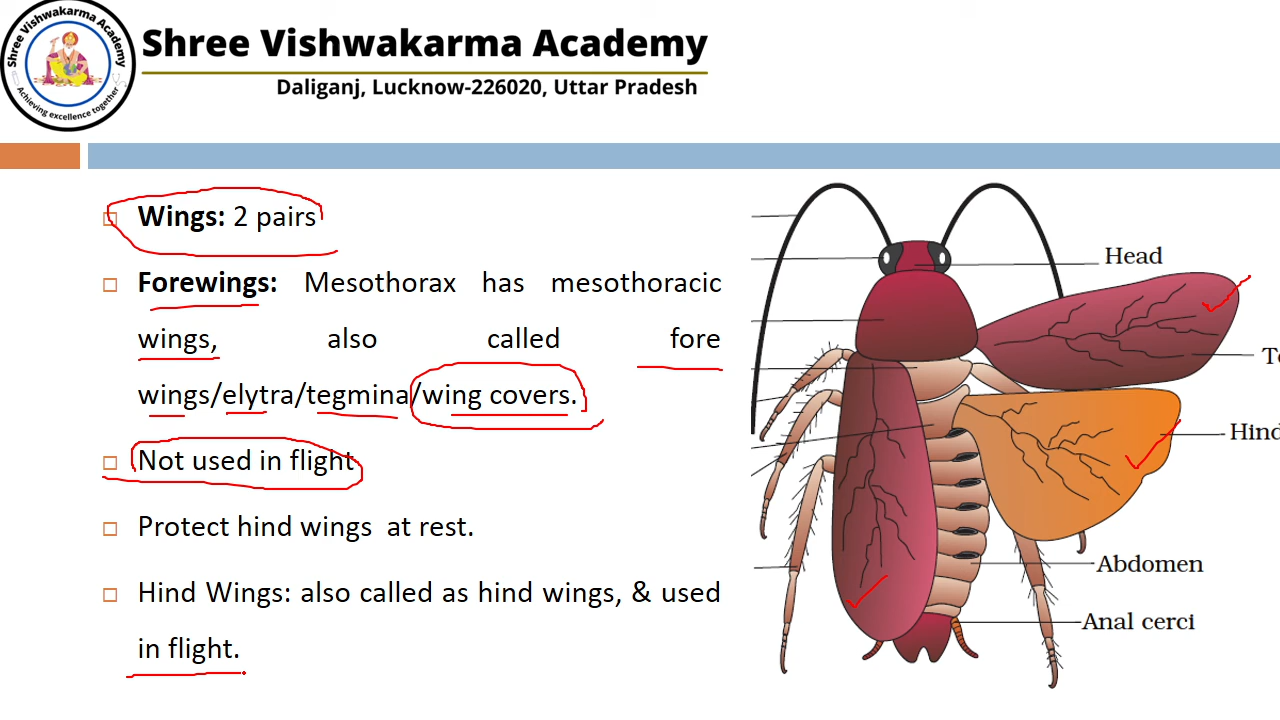 Shree Vishwakarma Academy
Achieving excellence together
Shree Vishwakarma Academy
Daliganj, Lucknow-226020, Uttar Pradesh
Wings: 2 pairs
Forewings: Mesothorax has mesothoracic
wings, also called fore
wings/elytra/tegmina/wing covers.
Not used in flight
Protect hind wings at rest.
Hind Wings: also called as hind wings, & used
in flight.
Head
Te
Hind
Abdomen
Anal cerci